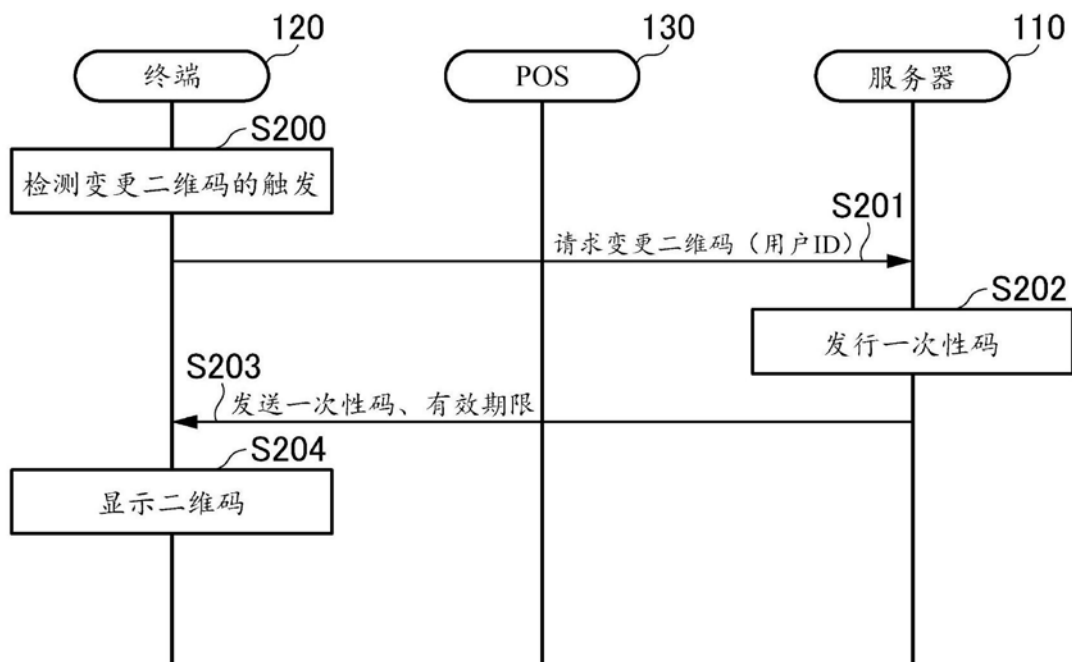 120
130
110
终端
POS
服务器
S200
检测变更二维码的触发
S201
请求变更二维码（用户ID）
S202
发行一次性码
S203
发送一次性码、有效期限
S204
显示二维码